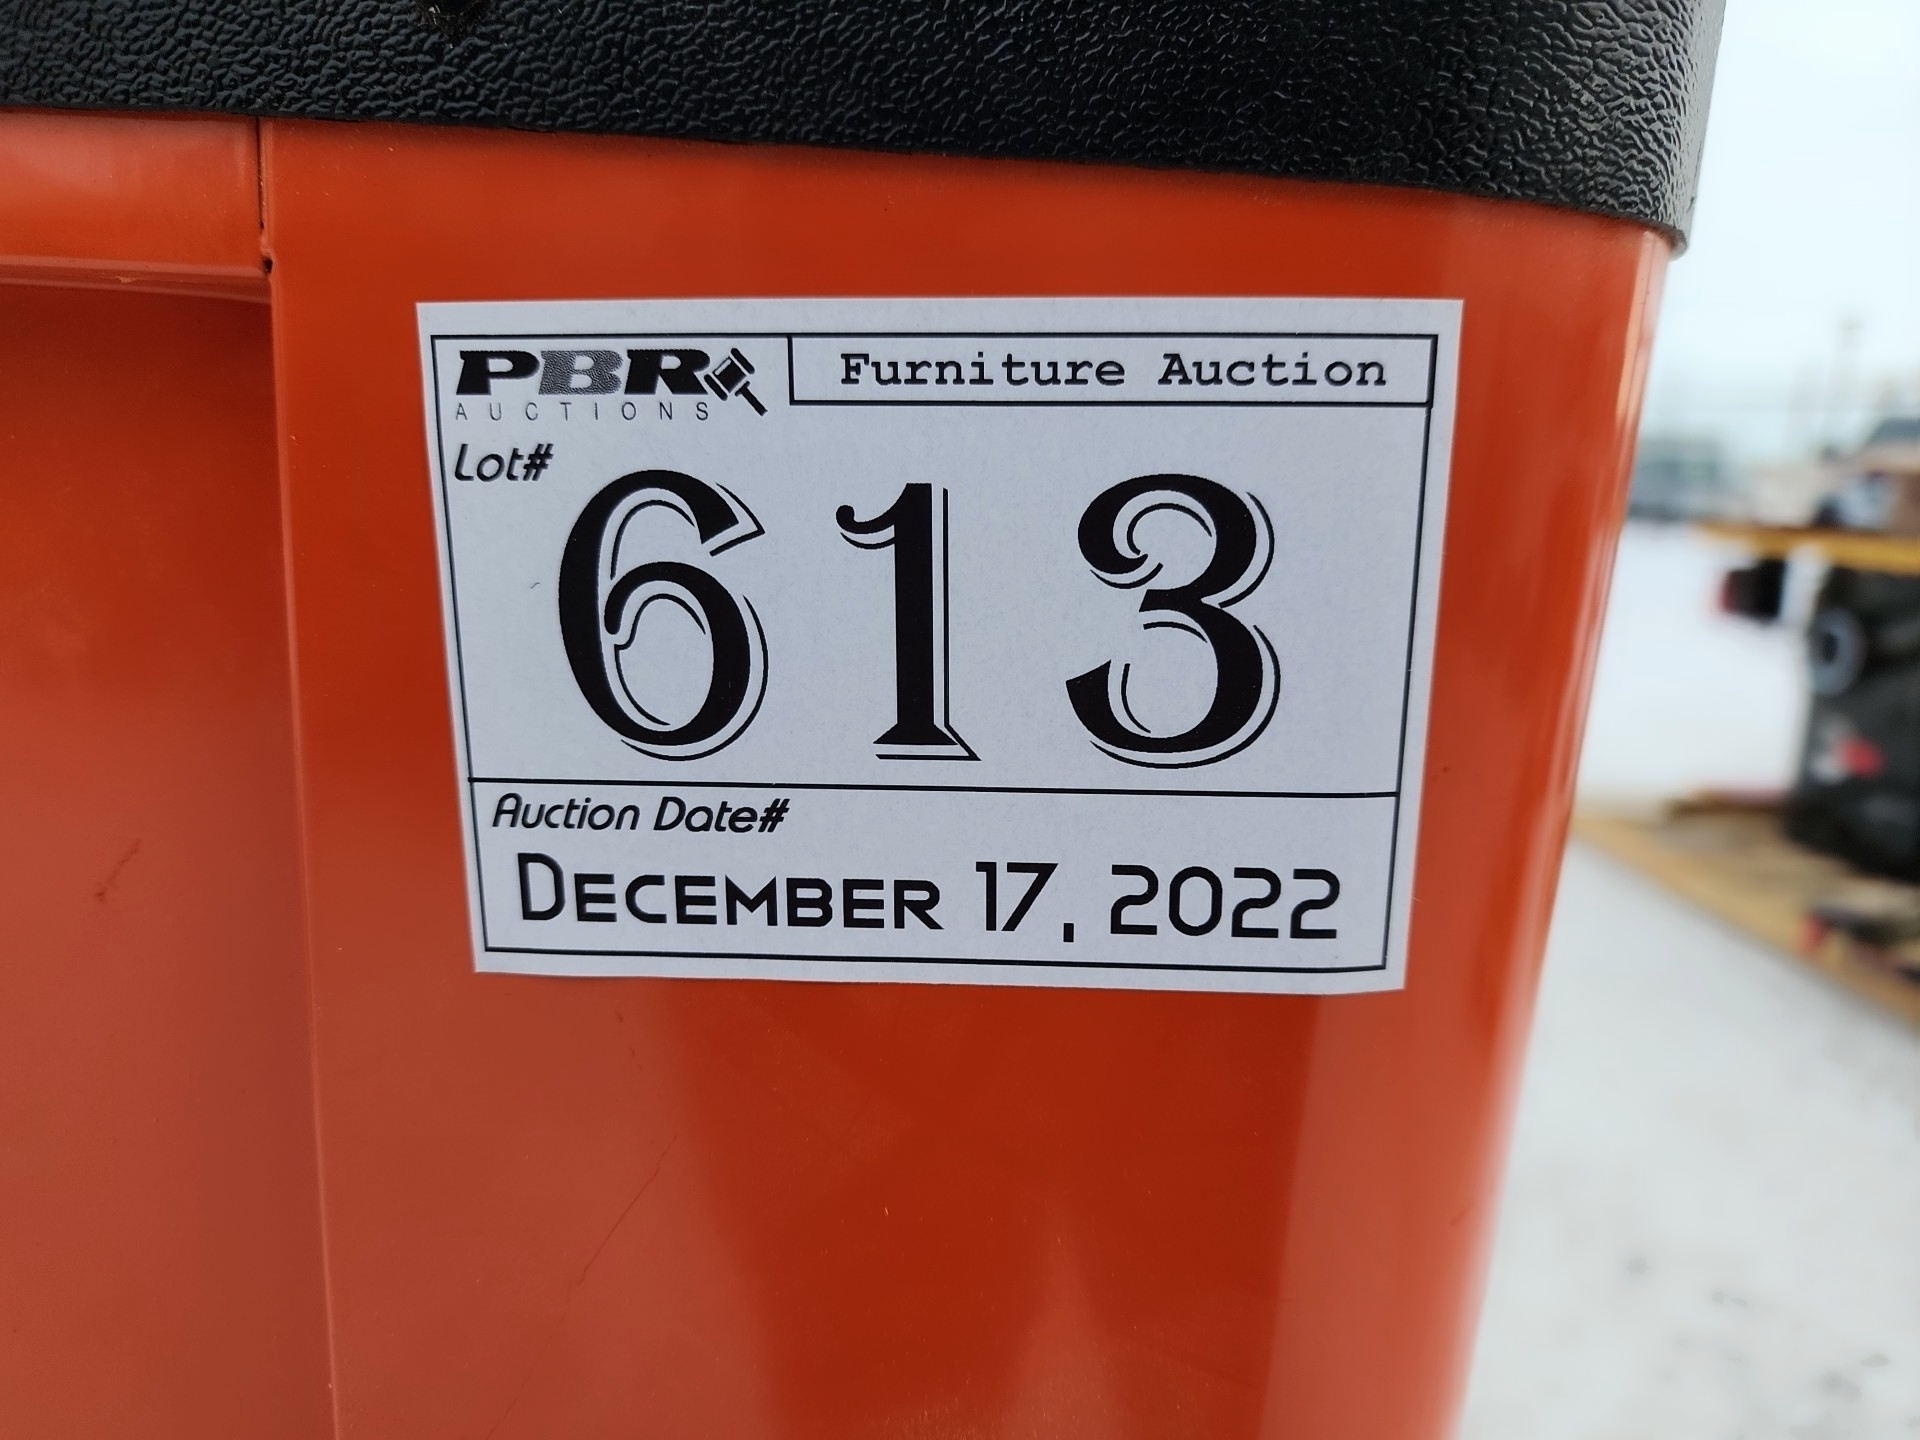 PBR
AUCTIONS
Furniture Auction
Lot#
613
Auction Date#
DECEMBER 17, 2022